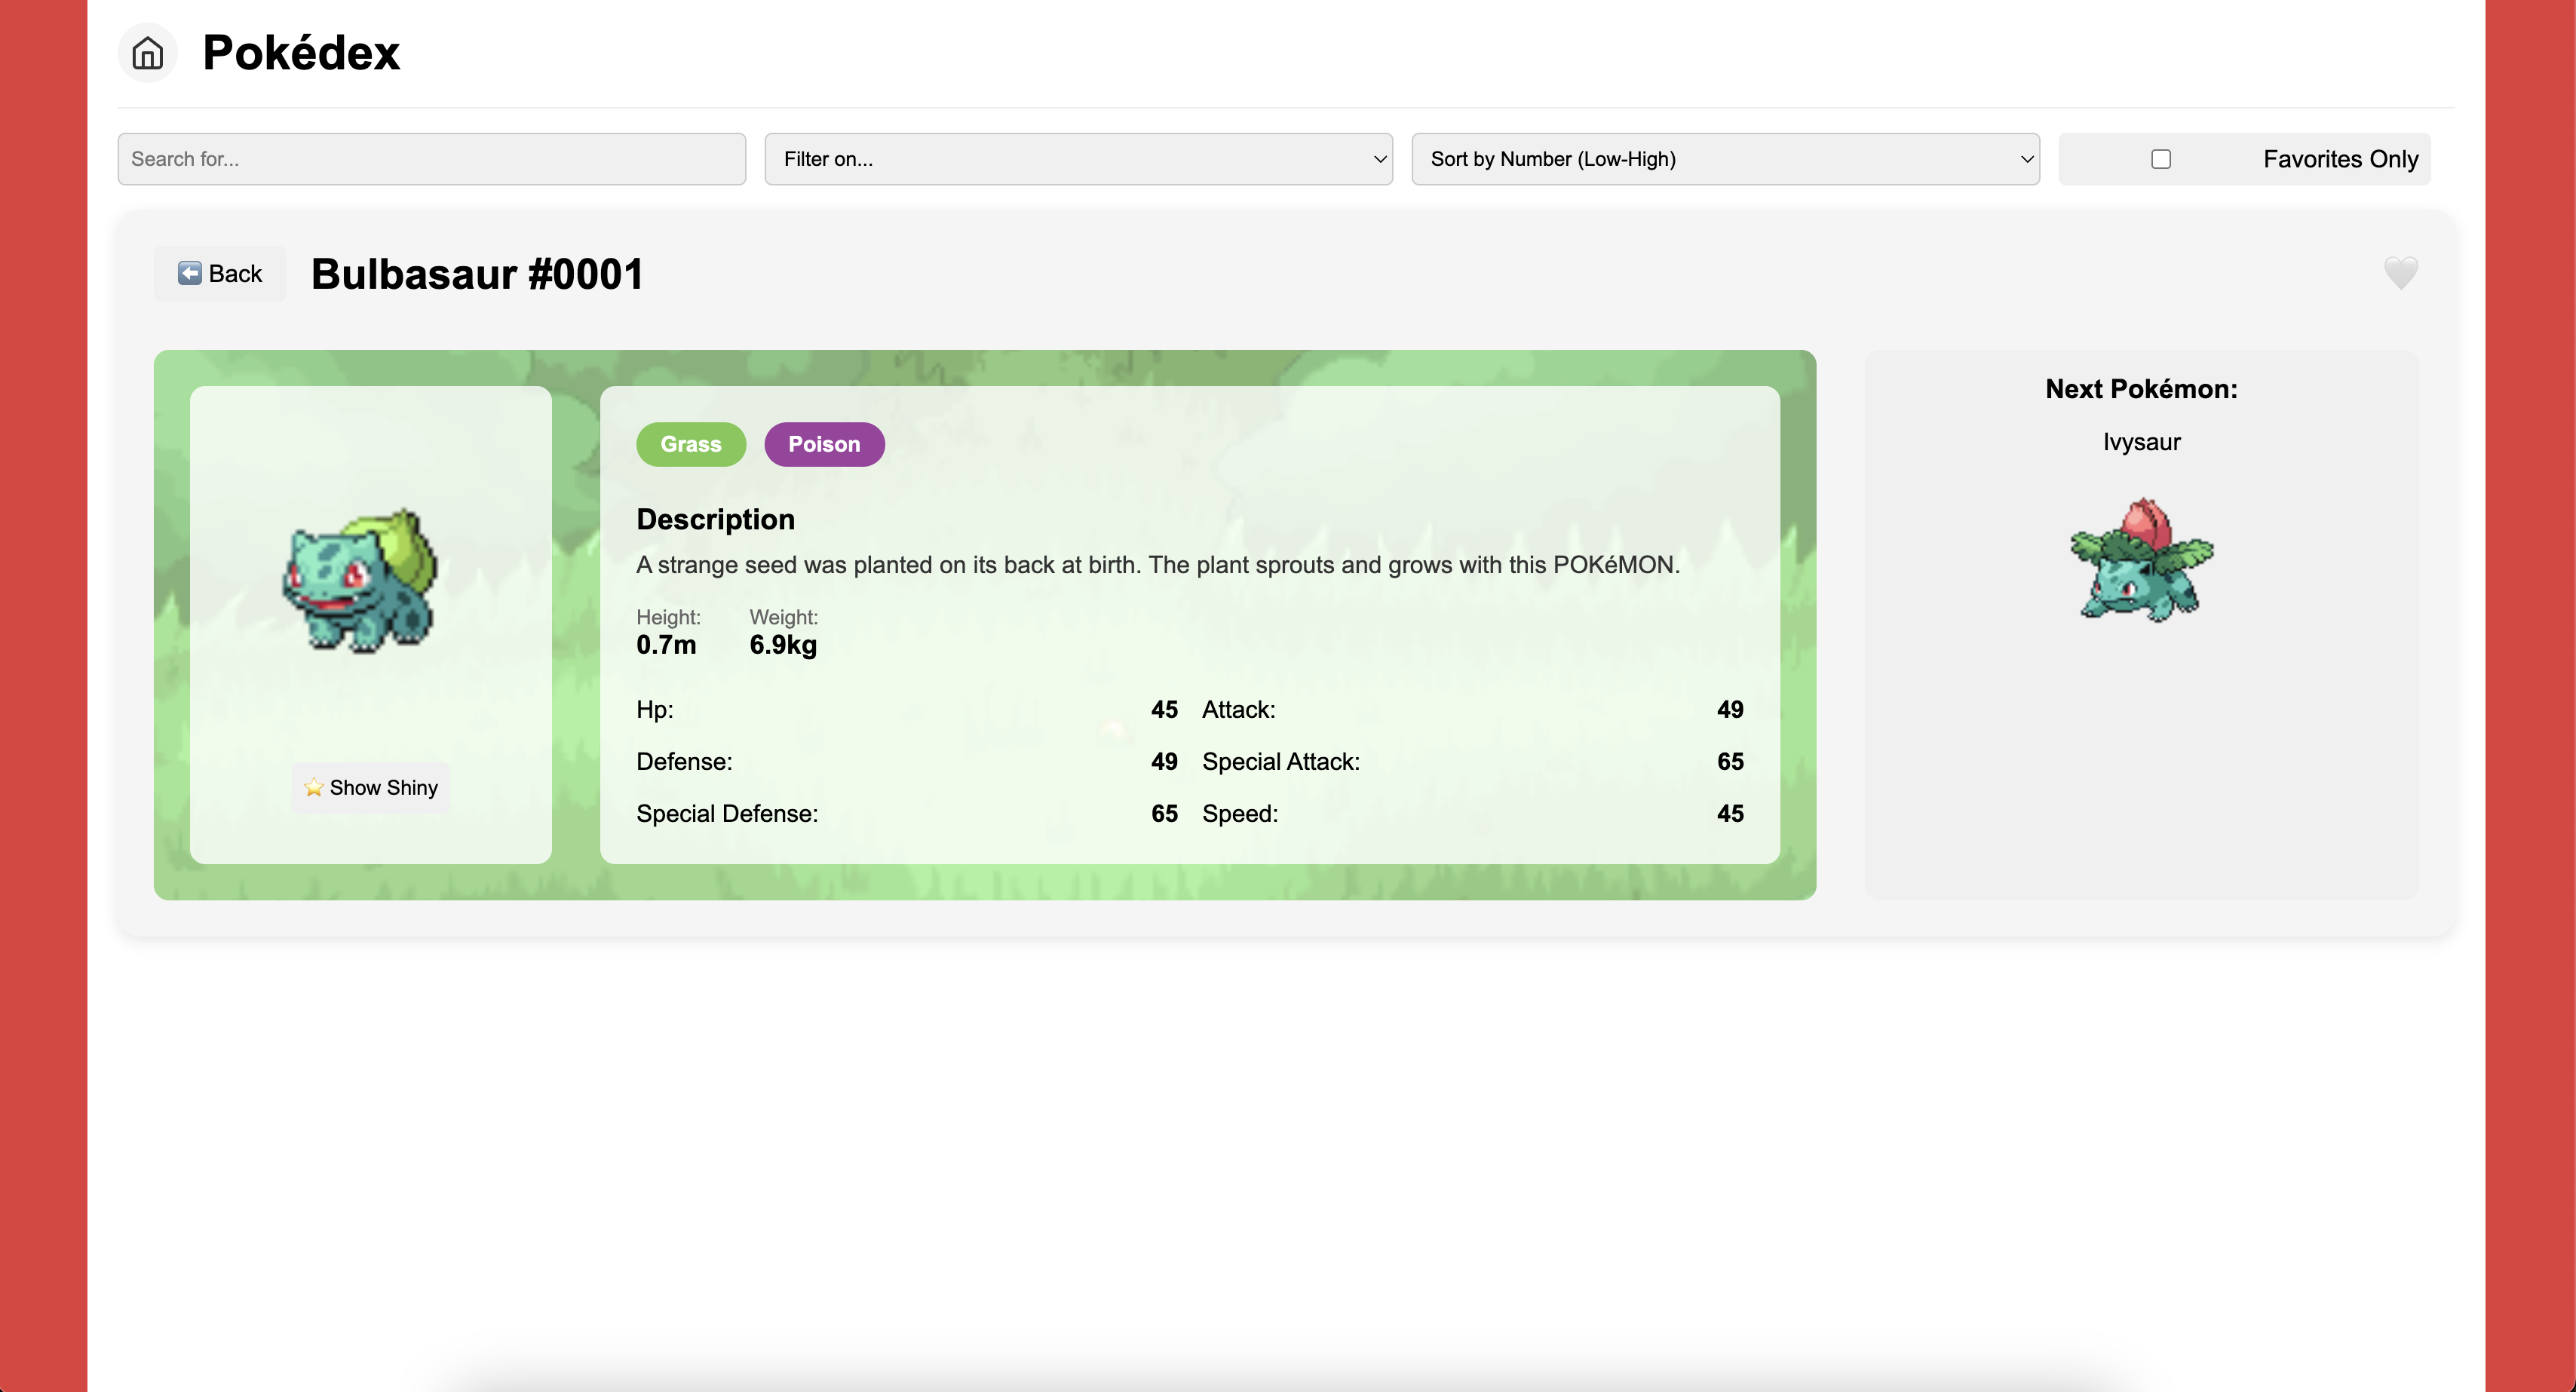 Pokédex
Search for...
Filter on...
Sort by Number (Low-High)
Favorites Only
Back
Bulbasaur #0001
Grass
Poison
Description
A strange seed was planted on its back at birth. The plant sprouts and grows with this POKéMON.
Height:
0.7m
Weight:
6.9kg
Hp: 45
Attack: 49
Defense: 49
Special Attack: 65
Special Defense: 65
Speed: 45
Show Shiny
Next Pokémon:
Ivysaur